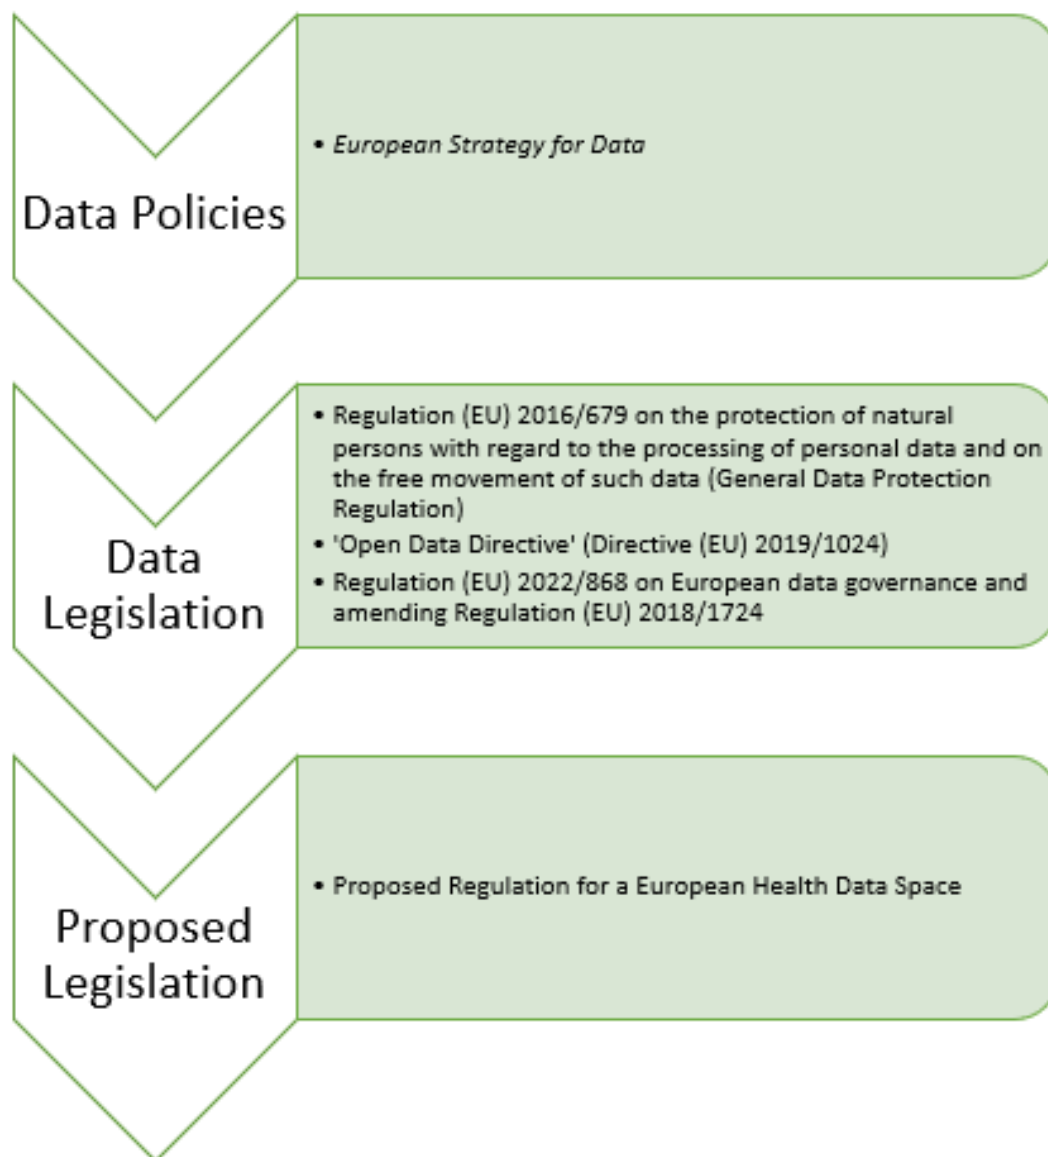 Data Policies
• European Strategy for Data
Data
Legislation
• Regulation (EU) 2016/679 on the protection of natural
persons with regard to the processing of personal data and on
the free movement of such data (General Data Protection
Regulation)
• 'Open Data Directive' (Directive (EU) 2019/1024)
• Regulation (EU) 2022/868 on European data governance and
amending Regulation (EU) 2018/1724
Proposed
Legislation
• Proposed Regulation for a European Health Data Space